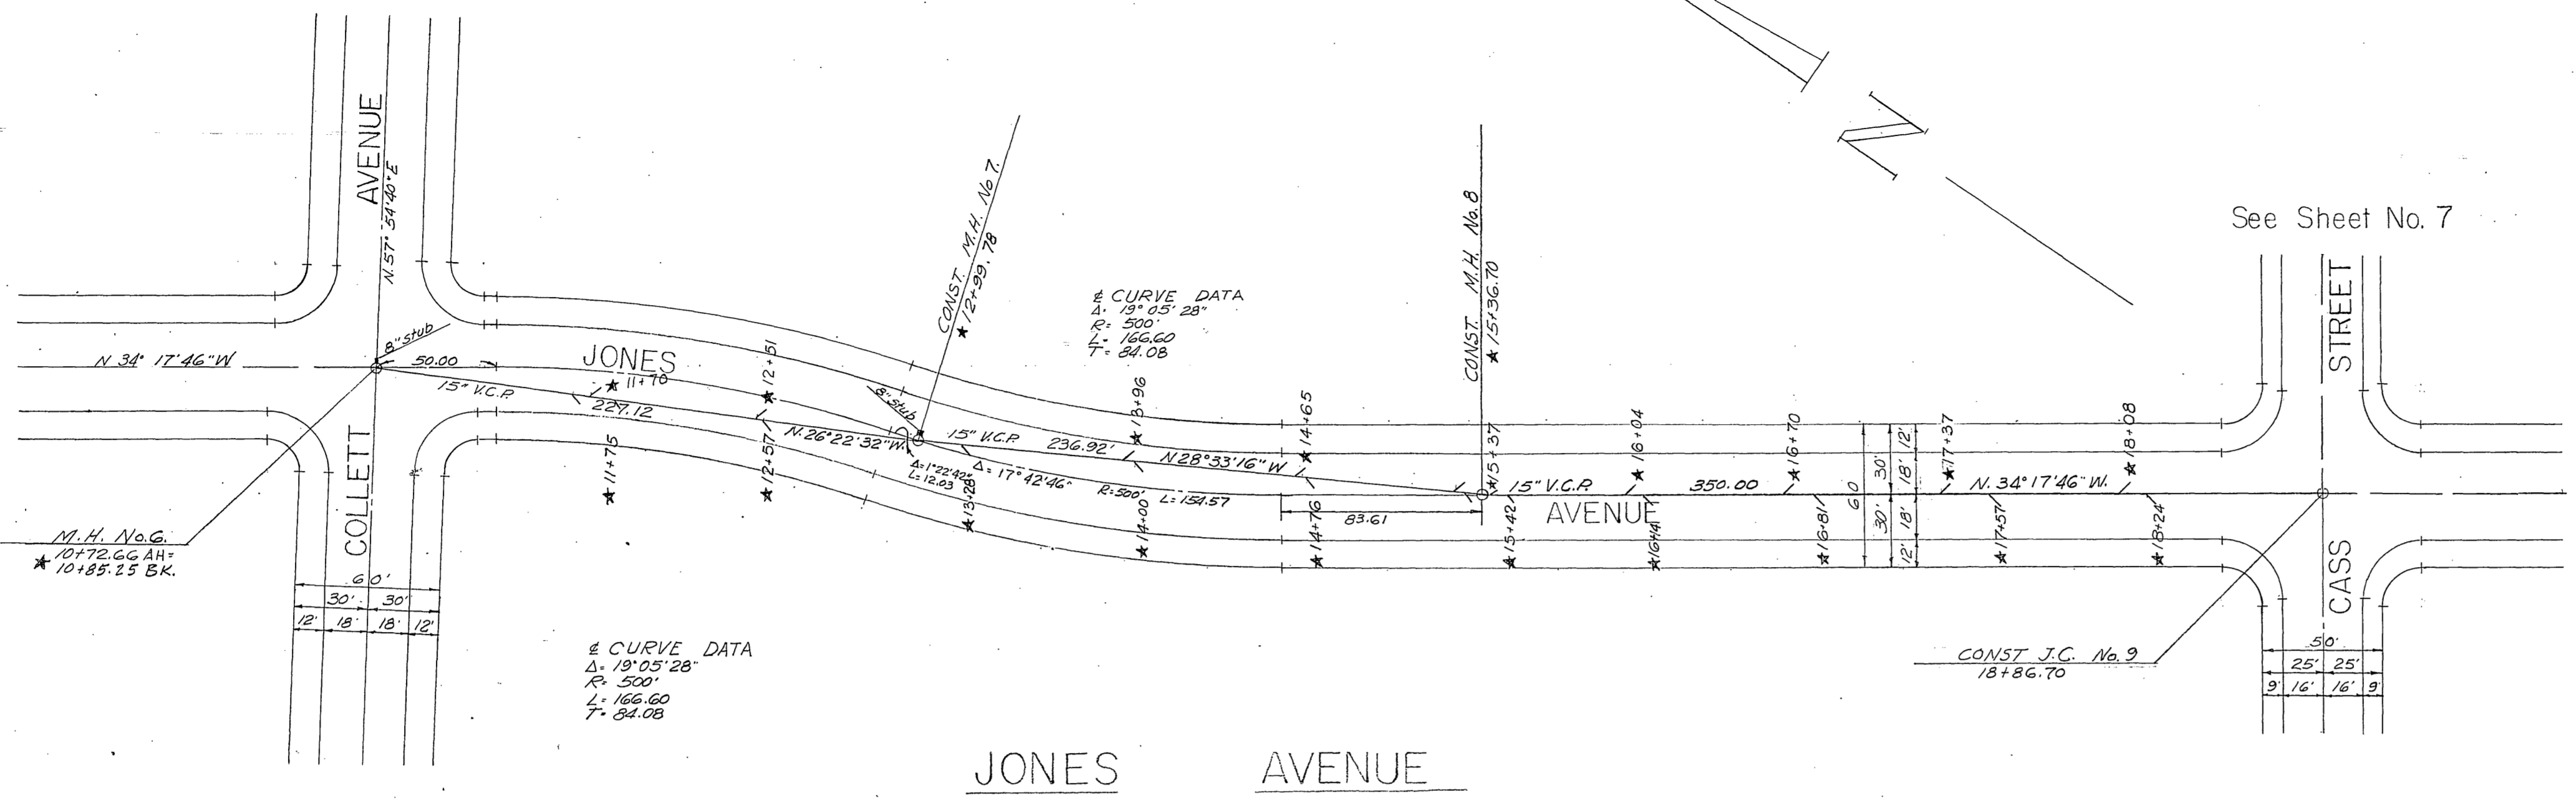 AVENUE
N. 57° 54' 40" E
N 34° 17' 46" W
8" stub
50.00
JONES
★ 11+70
15" V.C.P.
227.12
★ 12+51
★ 11+75
★ 12+57
N. 26° 22' 32" W.
8" stub
CONST. M.H. No 7.
★ 12+99.78
₵ CURVE DATA
Δ= 19° 05' 28"
R= 500'
L= 166.60
T= 84.08
15" V.C.P.
236.92'
★ 13+96
N 28° 33' 16" W
Δ=1°22'42"
L=12.03
Δ= 17° 42' 46"
R=500'
L=154.57
★ 13+28
★ 14+00
★ 14+65
★ 14+76
CONST. M.H. No. 8
★ 15+36.70
★ 15+37
83.61
15" V.C.P.
AVENUE
★ 15+42
★ 16+04
★ 16+41
350.00
★ 16+70
★ 16+81
60
30' 30'
12' 18' 18' 12'
★ 17+37
N. 34° 17' 46" W.
★ 17+57
★ 18+08
★ 18+24
N
See Sheet No. 7
STREET
CASS
COLLETT
M.H. No. 6.
★ 10+72.66 AH=
10+85.25 BK.
60'
30' 30'
12' 18' 18' 12'
₵ CURVE DATA
Δ= 19° 05' 28"
R= 500'
L= 166.60
T= 84.08
CONST J.C. No. 9
18+86.70
50'
25' 25'
9' 16' 16' 9'
JONES AVENUE